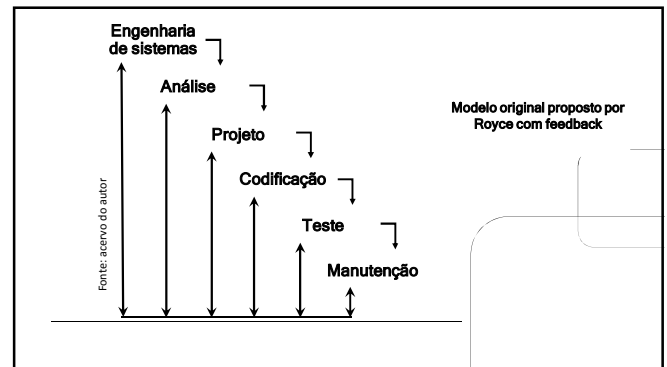 Engenharia
de sistemas
Análise
Modelo original proposto por
Royce com feedback
Projeto
Codificação
Fonte: acervo do autor
Teste
Manutenção